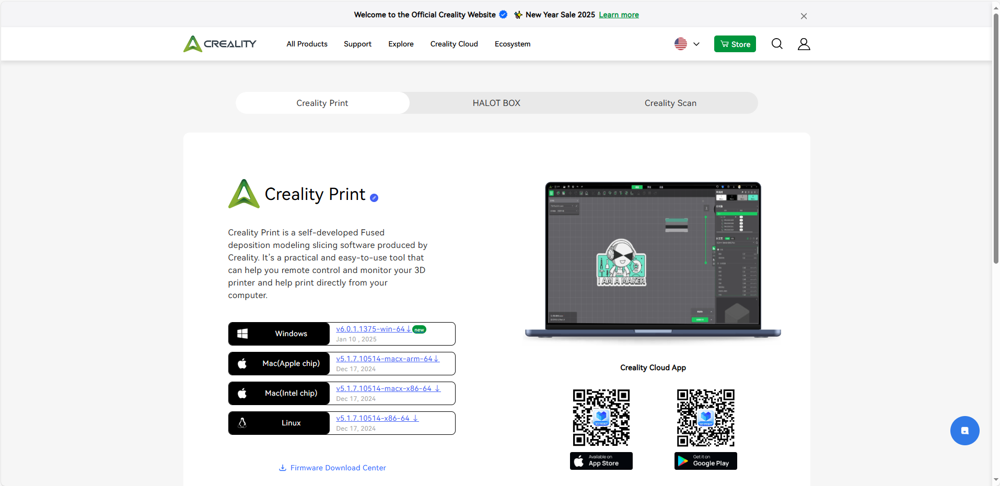 Welcome to the Official Creality Website New Year Sale 2025 Learn more
CREALITY
All Products Support Explore Creality Cloud Ecosystem
Store
Creality Print HALOT BOX Creality Scan
Creality Print
Creality Print is a self-developed Fused
deposition modeling slicing software produced by
Creality. It's a practical and easy-to-use tool that
can help you remote control and monitor your 3D
printer and help print directly from your
computer.
Windows
v6.0.1.1375-win-64↓ new
Jan 10 , 2025
Mac(Apple chip)
v5.1.7.10514-macx-arm-64↓
Dec 17, 2024
Mac(Intel chip)
v5.1.7.10514-macx-x86-64 ↓
Dec 17, 2024
Linux
v5.1.7.10514-x86-64 ↓
Dec 17, 2024
Firmware Download Center
I AM A MAKER
Creality Cloud App
3D PRINT
3D PRINT
Available on
App Store
Get it on
Google Play